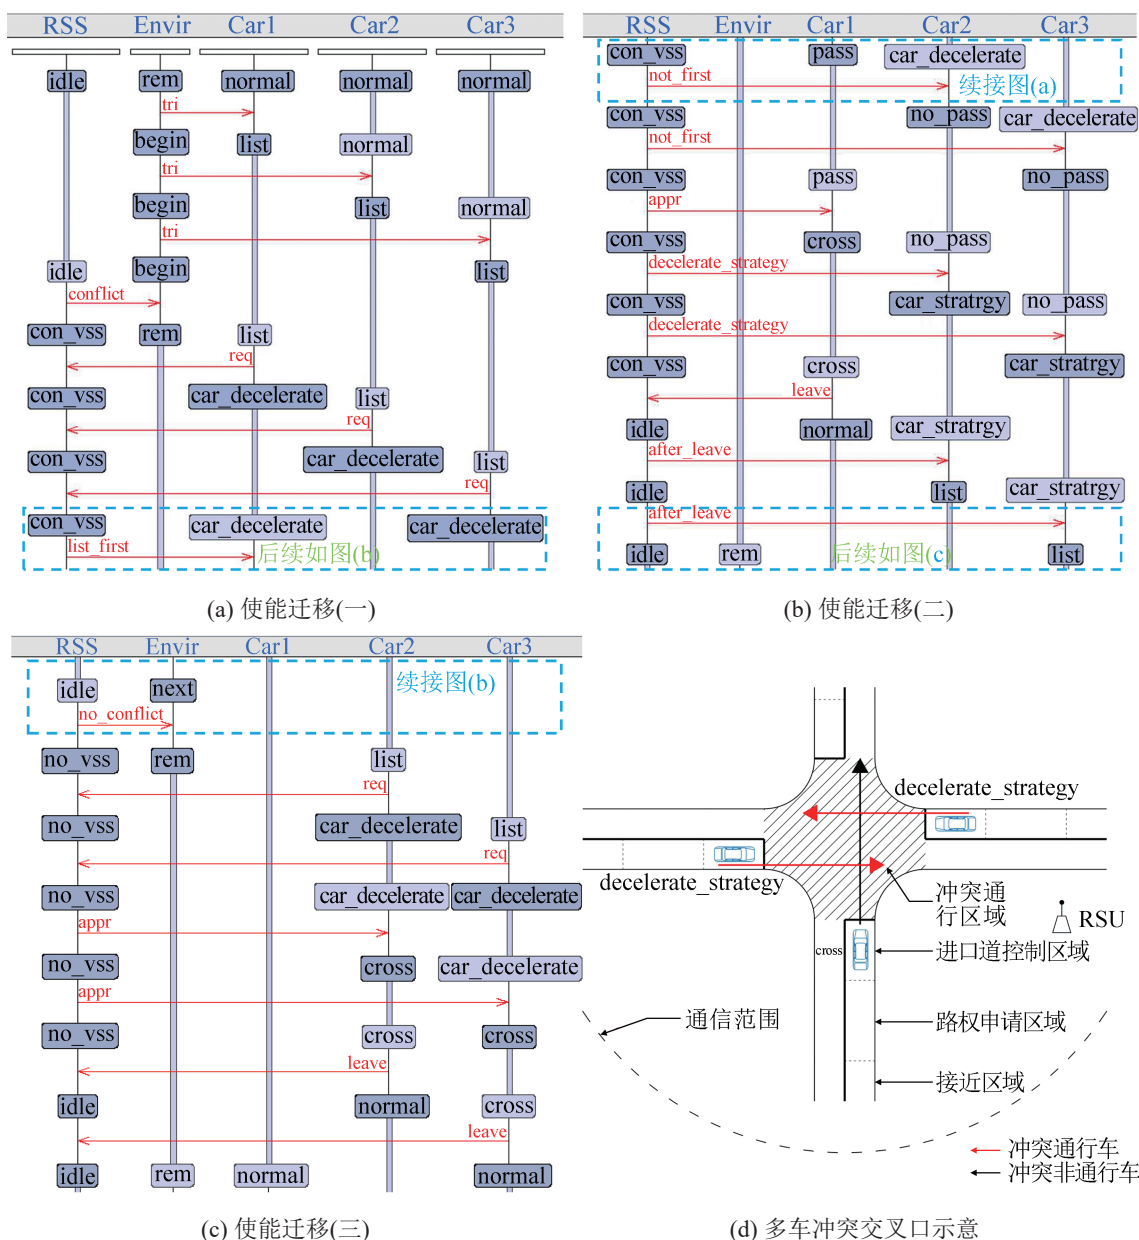 RSS Envir Car1 Car2 Car3
idle rem normal normal normal
tri
begin list normal
tri
begin list normal
tri
idle begin list
conflict
con_vss rem list
req
con_vss car_decelerate list
req
con_vss car_decelerate list
req
con_vss car_decelerate car_decelerate
list_first
后续如图(b)
(a) 使能迁移(一)
RSS Envir Car1 Car2 Car3
con_vss pass car_decelerate
not_first
续接图(a)
con_vss no_pass car_decelerate
not_first
con_vss pass no_pass
appr
con_vss cross no_pass
decelerate_strategy
con_vss car_stratrgy no_pass
decelerate_strategy
con_vss cross car_stratrgy
leave
idle normal car_stratrgy
after_leave
idle list car_stratrgy
after_leave
idle rem list
后续如图(c)
(b) 使能迁移(二)
RSS Envir Car1 Car2 Car3
续接图(b)
idle next
no_conflict
no_vss rem list
req
no_vss car_decelerate list
req
no_vss car_decelerate car_decelerate
appr
no_vss cross car_decelerate
appr
no_vss cross cross
leave
idle normal cross
leave
idle rem normal normal
(c) 使能迁移(三)
decelerate_strategy
decelerate_strategy
冲突通
行区域
RSU
cross
进口道控制区域
通信范围
路权申请区域
接近区域
冲突通行车
冲突非通行车
(d) 多车冲突交叉口示意